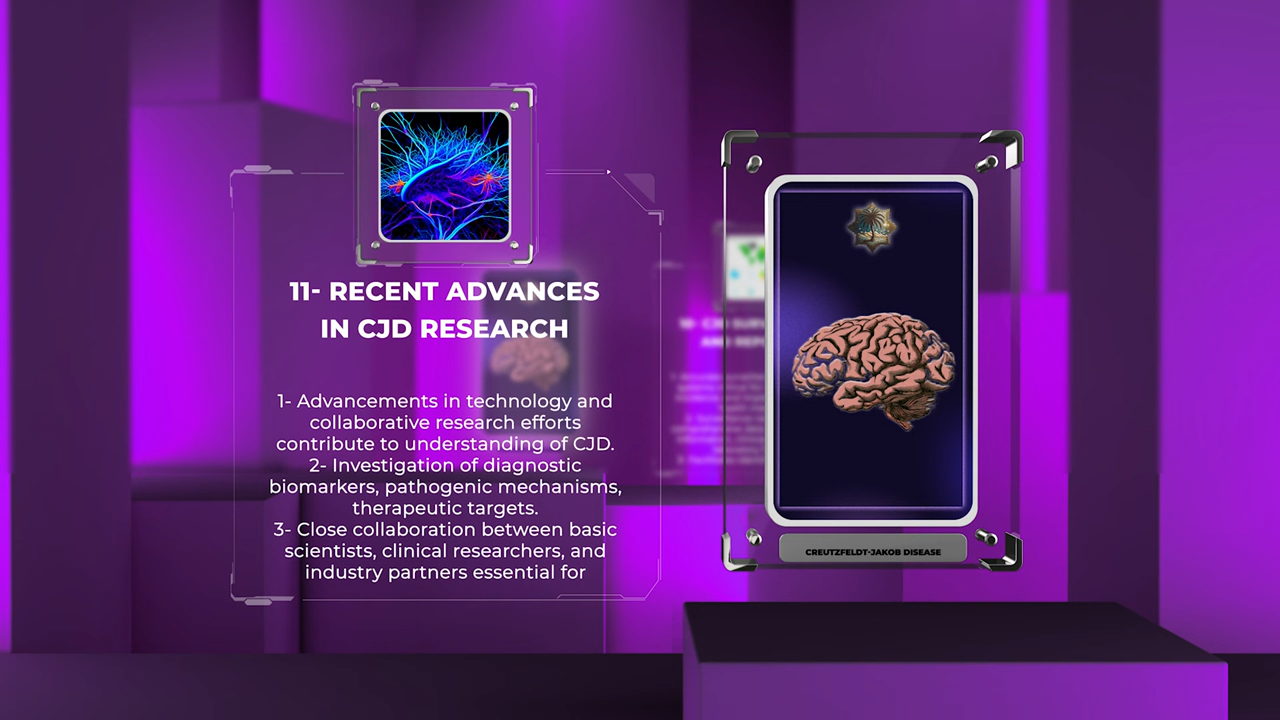 11- RECENT ADVANCES
IN CJD RESEARCH
1- Advancements in technology and
collaborative research efforts
contribute to understanding of CJD.
2- Investigation of diagnostic
biomarkers, pathogenic mechanisms,
therapeutic targets.
3- Close collaboration between basic
scientists, clinical researchers, and
industry partners essential for
CREUTZFELDT-JAKOB DISEASE